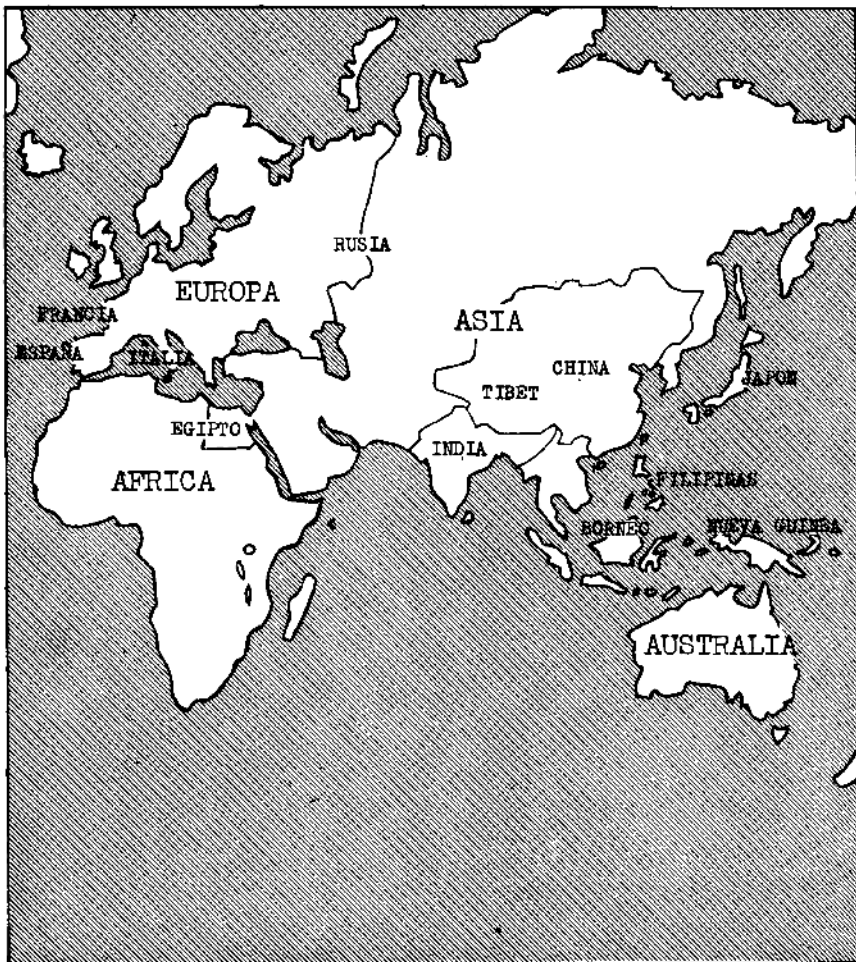 RUSIA
EUROPA
FRANCIA
ASIA
ESPAÑA
ITALIA
CHINA
JAPON
TIBET
EGIPTO
INDIA
AFRICA
FILIPINAS
BORNEO
NUEVA GUINEA
AUSTRALIA